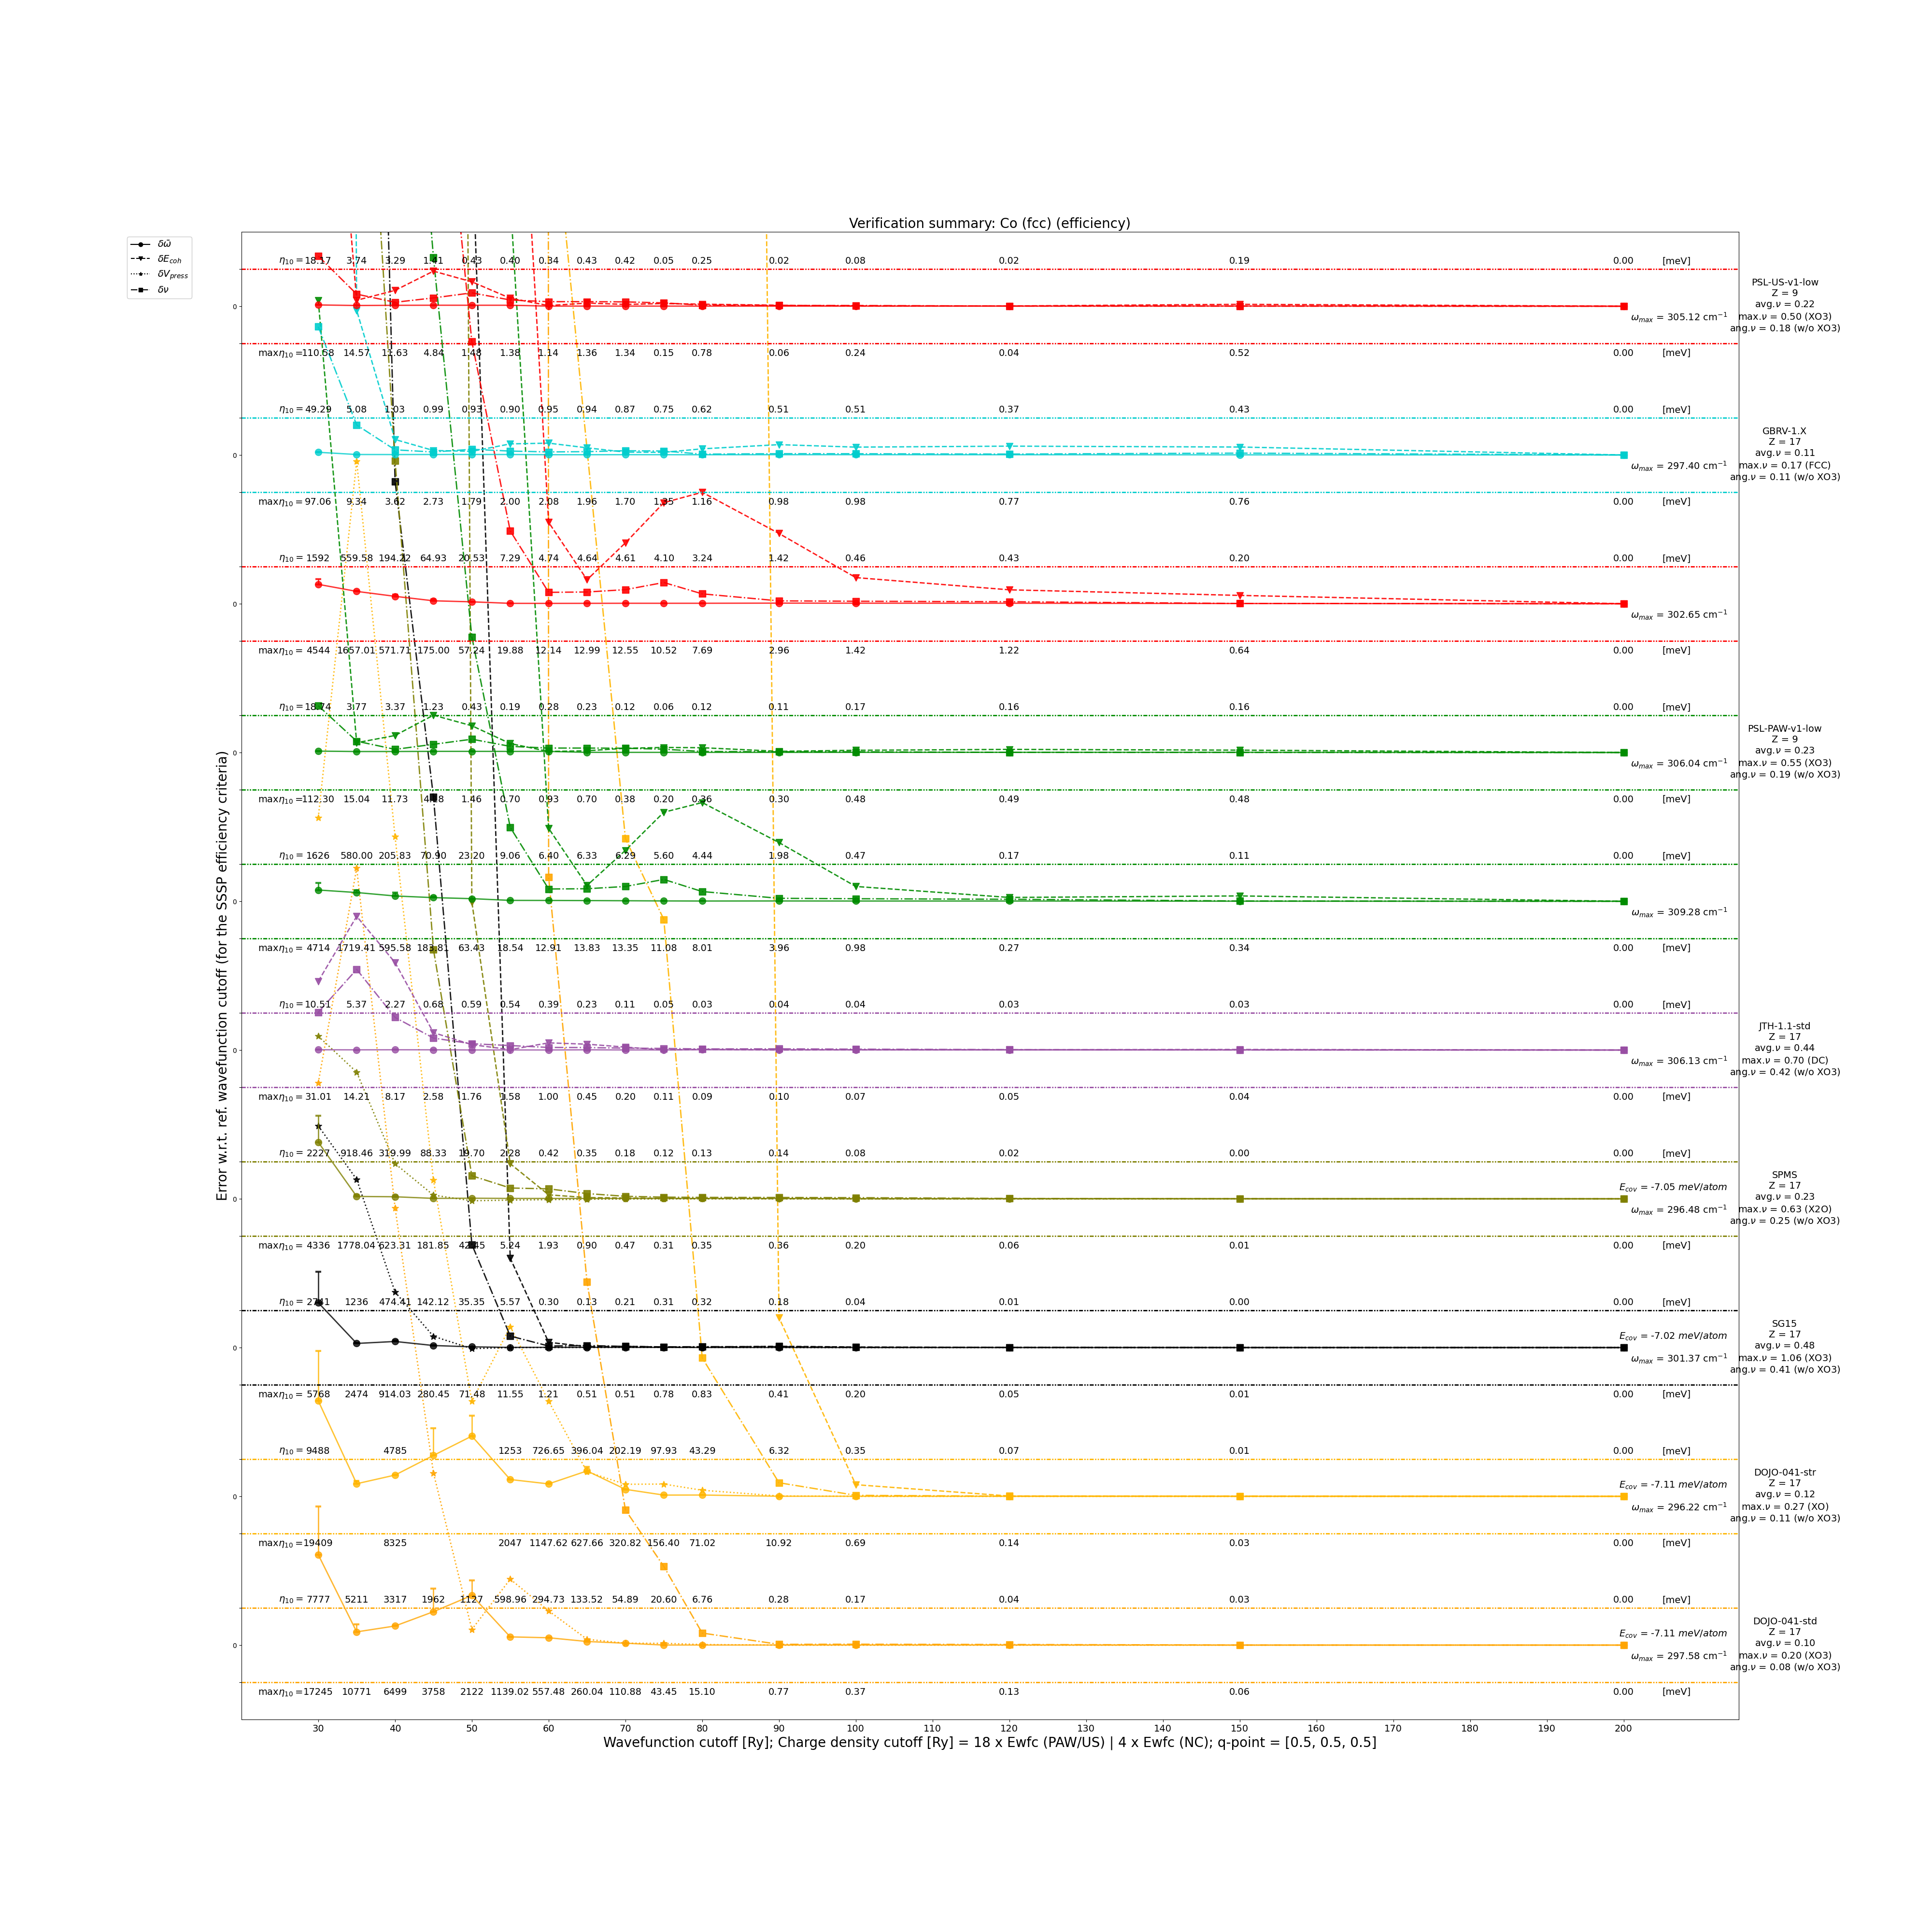 Verification summary: Co (fcc) (efficiency)
δω̄
δE_coh
δV_press
δν
Error w.r.t. ref. wavefunction cutoff (for the SSSP efficiency criteria)
η₁₀ = 18.17 3.74 3.29 1.41 0.43 0.40 0.34 0.43 0.42 0.05 0.25 0.02 0.08 0.02 0.19 0.00 [meV]
0
ω_max = 305.12 cm⁻¹
maxη₁₀ = 110.58 14.57 11.63 4.84 1.48 1.38 1.14 1.36 1.34 0.15 0.78 0.06 0.24 0.04 0.52 0.00 [meV]
PSL-US-v1-low
Z = 9
avg.ν = 0.22
max.ν = 0.50 (XO3)
ang.ν = 0.18 (w/o XO3)
η₁₀ = 49.29 5.08 1.03 0.99 0.93 0.90 0.95 0.94 0.87 0.75 0.62 0.51 0.51 0.37 0.43 0.00 [meV]
0
ω_max = 297.40 cm⁻¹
maxη₁₀ = 97.06 9.34 3.62 2.73 1.79 2.00 2.08 1.96 1.70 1.16 0.98 0.98 0.77 0.76 0.00 [meV]
GBRV-1.X
Z = 17
avg.ν = 0.11
max.ν = 0.17 (FCC)
ang.ν = 0.11 (w/o XO3)
η₁₀ = 1592 559.58 64.93 20.53 7.29 4.74 4.64 4.61 4.10 3.24 1.42 0.46 0.43 0.20 0.00 [meV]
0
ω_max = 302.65 cm⁻¹
maxη₁₀ = 4544 1657.01 571.71 175.00 57.24 19.88 12.14 12.99 12.55 10.52 7.69 2.96 1.42 1.22 0.64 0.00 [meV]
η₁₀ = 18.74 3.77 3.37 1.23 0.43 0.19 0.28 0.23 0.12 0.06 0.12 0.11 0.17 0.16 0.16 0.00 [meV]
0
ω_max = 306.04 cm⁻¹
maxη₁₀ = 112.30 15.04 11.73 1.46 0.70 0.93 0.70 0.38 0.20 0.36 0.30 0.48 0.49 0.48 0.00 [meV]
PSL-PAW-v1-low
Z = 9
avg.ν = 0.23
max.ν = 0.55 (XO3)
ang.ν = 0.19 (w/o XO3)
η₁₀ = 1626 580.00 205.83 70.90 23.20 9.06 6.40 6.33 6.29 5.60 4.44 1.98 0.47 0.17 0.11 0.00 [meV]
0
ω_max = 309.28 cm⁻¹
maxη₁₀ = 4714 1719.41 595.58 183.81 63.43 18.54 12.91 13.83 13.35 11.08 8.01 3.96 0.98 0.27 0.34 0.00 [meV]
η₁₀ = 10.51 5.37 2.27 0.68 0.59 0.54 0.39 0.23 0.11 0.05 0.03 0.04 0.04 0.03 0.03 0.00 [meV]
0
ω_max = 306.13 cm⁻¹
maxη₁₀ = 31.01 14.21 8.17 2.58 1.76 1.00 0.45 0.20 0.11 0.09 0.10 0.07 0.05 0.04 0.00 [meV]
JTH-1.1-std
Z = 17
avg.ν = 0.44
max.ν = 0.70 (DC)
ang.ν = 0.42 (w/o XO3)
η₁₀ = 2227 918.46 319.99 88.33 19.70 2.28 0.42 0.35 0.18 0.12 0.13 0.14 0.08 0.02 0.00 0.00 [meV]
0
E_cov = -7.05 meV/atom
ω_max = 296.48 cm⁻¹
maxη₁₀ = 4336 1778.04 623.31 181.85 5.24 1.93 0.90 0.47 0.31 0.35 0.36 0.20 0.06 0.01 0.00 [meV]
SPMS
Z = 17
avg.ν = 0.23
max.ν = 0.63 (X2O)
ang.ν = 0.25 (w/o XO3)
η₁₀ = 1236 474.41 142.12 35.35 5.57 0.30 0.13 0.21 0.31 0.32 0.18 0.04 0.01 0.00 0.00 [meV]
0
E_cov = -7.02 meV/atom
ω_max = 301.37 cm⁻¹
maxη₁₀ = 5768 2474 914.03 280.45 71.48 11.55 1.21 0.51 0.51 0.78 0.83 0.41 0.20 0.05 0.01 0.00 [meV]
SG15
Z = 17
avg.ν = 0.48
max.ν = 1.06 (XO3)
ang.ν = 0.41 (w/o XO3)
η₁₀ = 9488 4785 1253 726.65 396.04 202.19 97.93 43.29 6.32 0.35 0.07 0.01 0.00 [meV]
0
E_cov = -7.11 meV/atom
ω_max = 296.22 cm⁻¹
maxη₁₀ = 19409 8325 2047 1147.62 627.66 320.82 156.40 71.02 10.92 0.69 0.14 0.03 0.00 [meV]
DOJO-041-str
Z = 17
avg.ν = 0.12
max.ν = 0.27 (XO)
ang.ν = 0.11 (w/o XO3)
η₁₀ = 7777 5211 3317 1962 1127 598.96 294.73 133.52 54.89 20.60 6.76 0.28 0.17 0.04 0.03 0.00 [meV]
0
E_cov = -7.11 meV/atom
ω_max = 297.58 cm⁻¹
maxη₁₀ = 17245 10771 6499 3758 2122 1139.02 557.48 260.04 110.88 43.45 15.10 0.77 0.37 0.13 0.06 0.00 [meV]
DOJO-041-std
Z = 17
avg.ν = 0.10
max.ν = 0.20 (XO3)
ang.ν = 0.08 (w/o XO3)
30 40 50 60 70 80 90 100 110 120 130 140 150 160 170 180 190 200
Wavefunction cutoff [Ry]; Charge density cutoff [Ry] = 18 x Ewfc (PAW/US) | 4 x Ewfc (NC); q-point = [0.5, 0.5, 0.5]